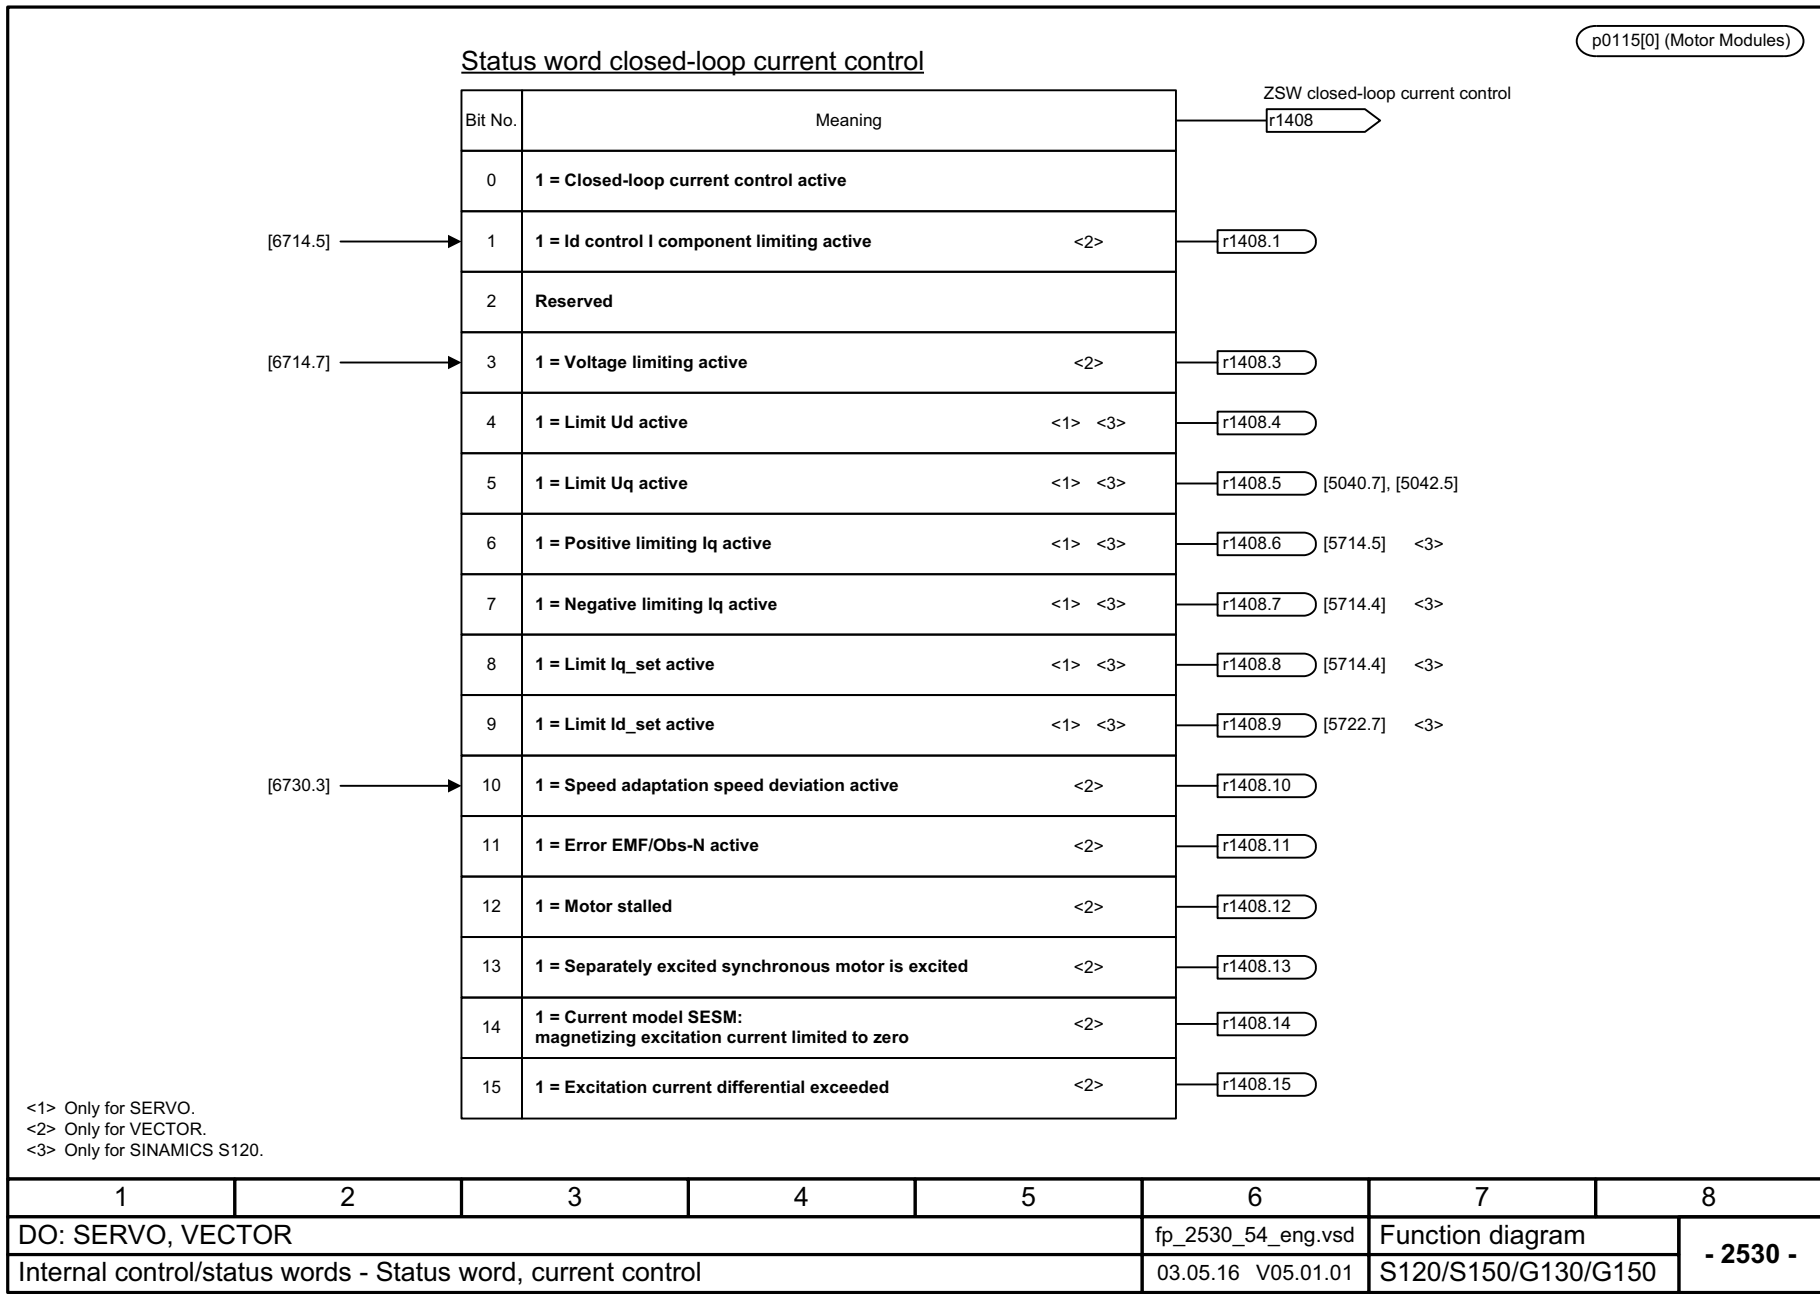 p0115[0] (Motor Modules)
Status word closed-loop current control
ZSW closed-loop current control
Bit No. Meaning r1408
0 1 = Closed-loop current control active
[6714.5] 1 1 = Id control I component limiting active <2> r1408.1
2 Reserved
[6714.7] 3 1 = Voltage limiting active <2> r1408.3
4 1 = Limit Ud active <1> <3> r1408.4
5 1 = Limit Uq active <1> <3> r1408.5 [5040.7], [5042.5]
6 1 = Positive limiting Iq active <1> <3> r1408.6 [5714.5] <3>
7 1 = Negative limiting Iq active <1> <3> r1408.7 [5714.4] <3>
8 1 = Limit Iq_set active <1> <3> r1408.8 [5714.4] <3>
9 1 = Limit Id_set active <1> <3> r1408.9 [5722.7] <3>
[6730.3] 10 1 = Speed adaptation speed deviation active <2> r1408.10
11 1 = Error EMF/Obs-N active <2> r1408.11
12 1 = Motor stalled <2> r1408.12
13 1 = Separately excited synchronous motor is excited <2> r1408.13
14 1 = Current model SESM: <2> r1408.14
magnetizing excitation current limited to zero
15 1 = Excitation current differential exceeded <2> r1408.15
<1> Only for SERVO.
<2> Only for VECTOR.
<3> Only for SINAMICS S120.
1 2 3 4 5 6 7 8
DO: SERVO, VECTOR fp_2530_54_eng.vsd Function diagram - 2530 -
Internal control/status words - Status word, current control 03.05.16 V05.01.01 S120/S150/G130/G150